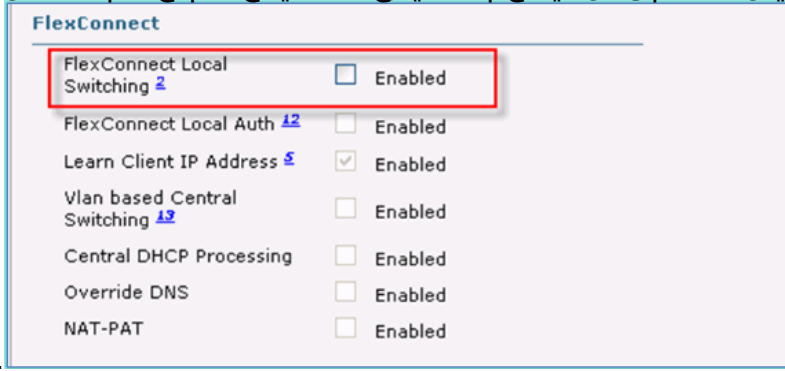 FlexConnect
FlexConnect Local
Switching 2
Enabled
FlexConnect Local Auth 12
Enabled
Learn Client IP Address 5
Enabled
Vlan based Central
Switching 13
Enabled
Central DHCP Processing
Enabled
Override DNS
Enabled
NAT-PAT
Enabled